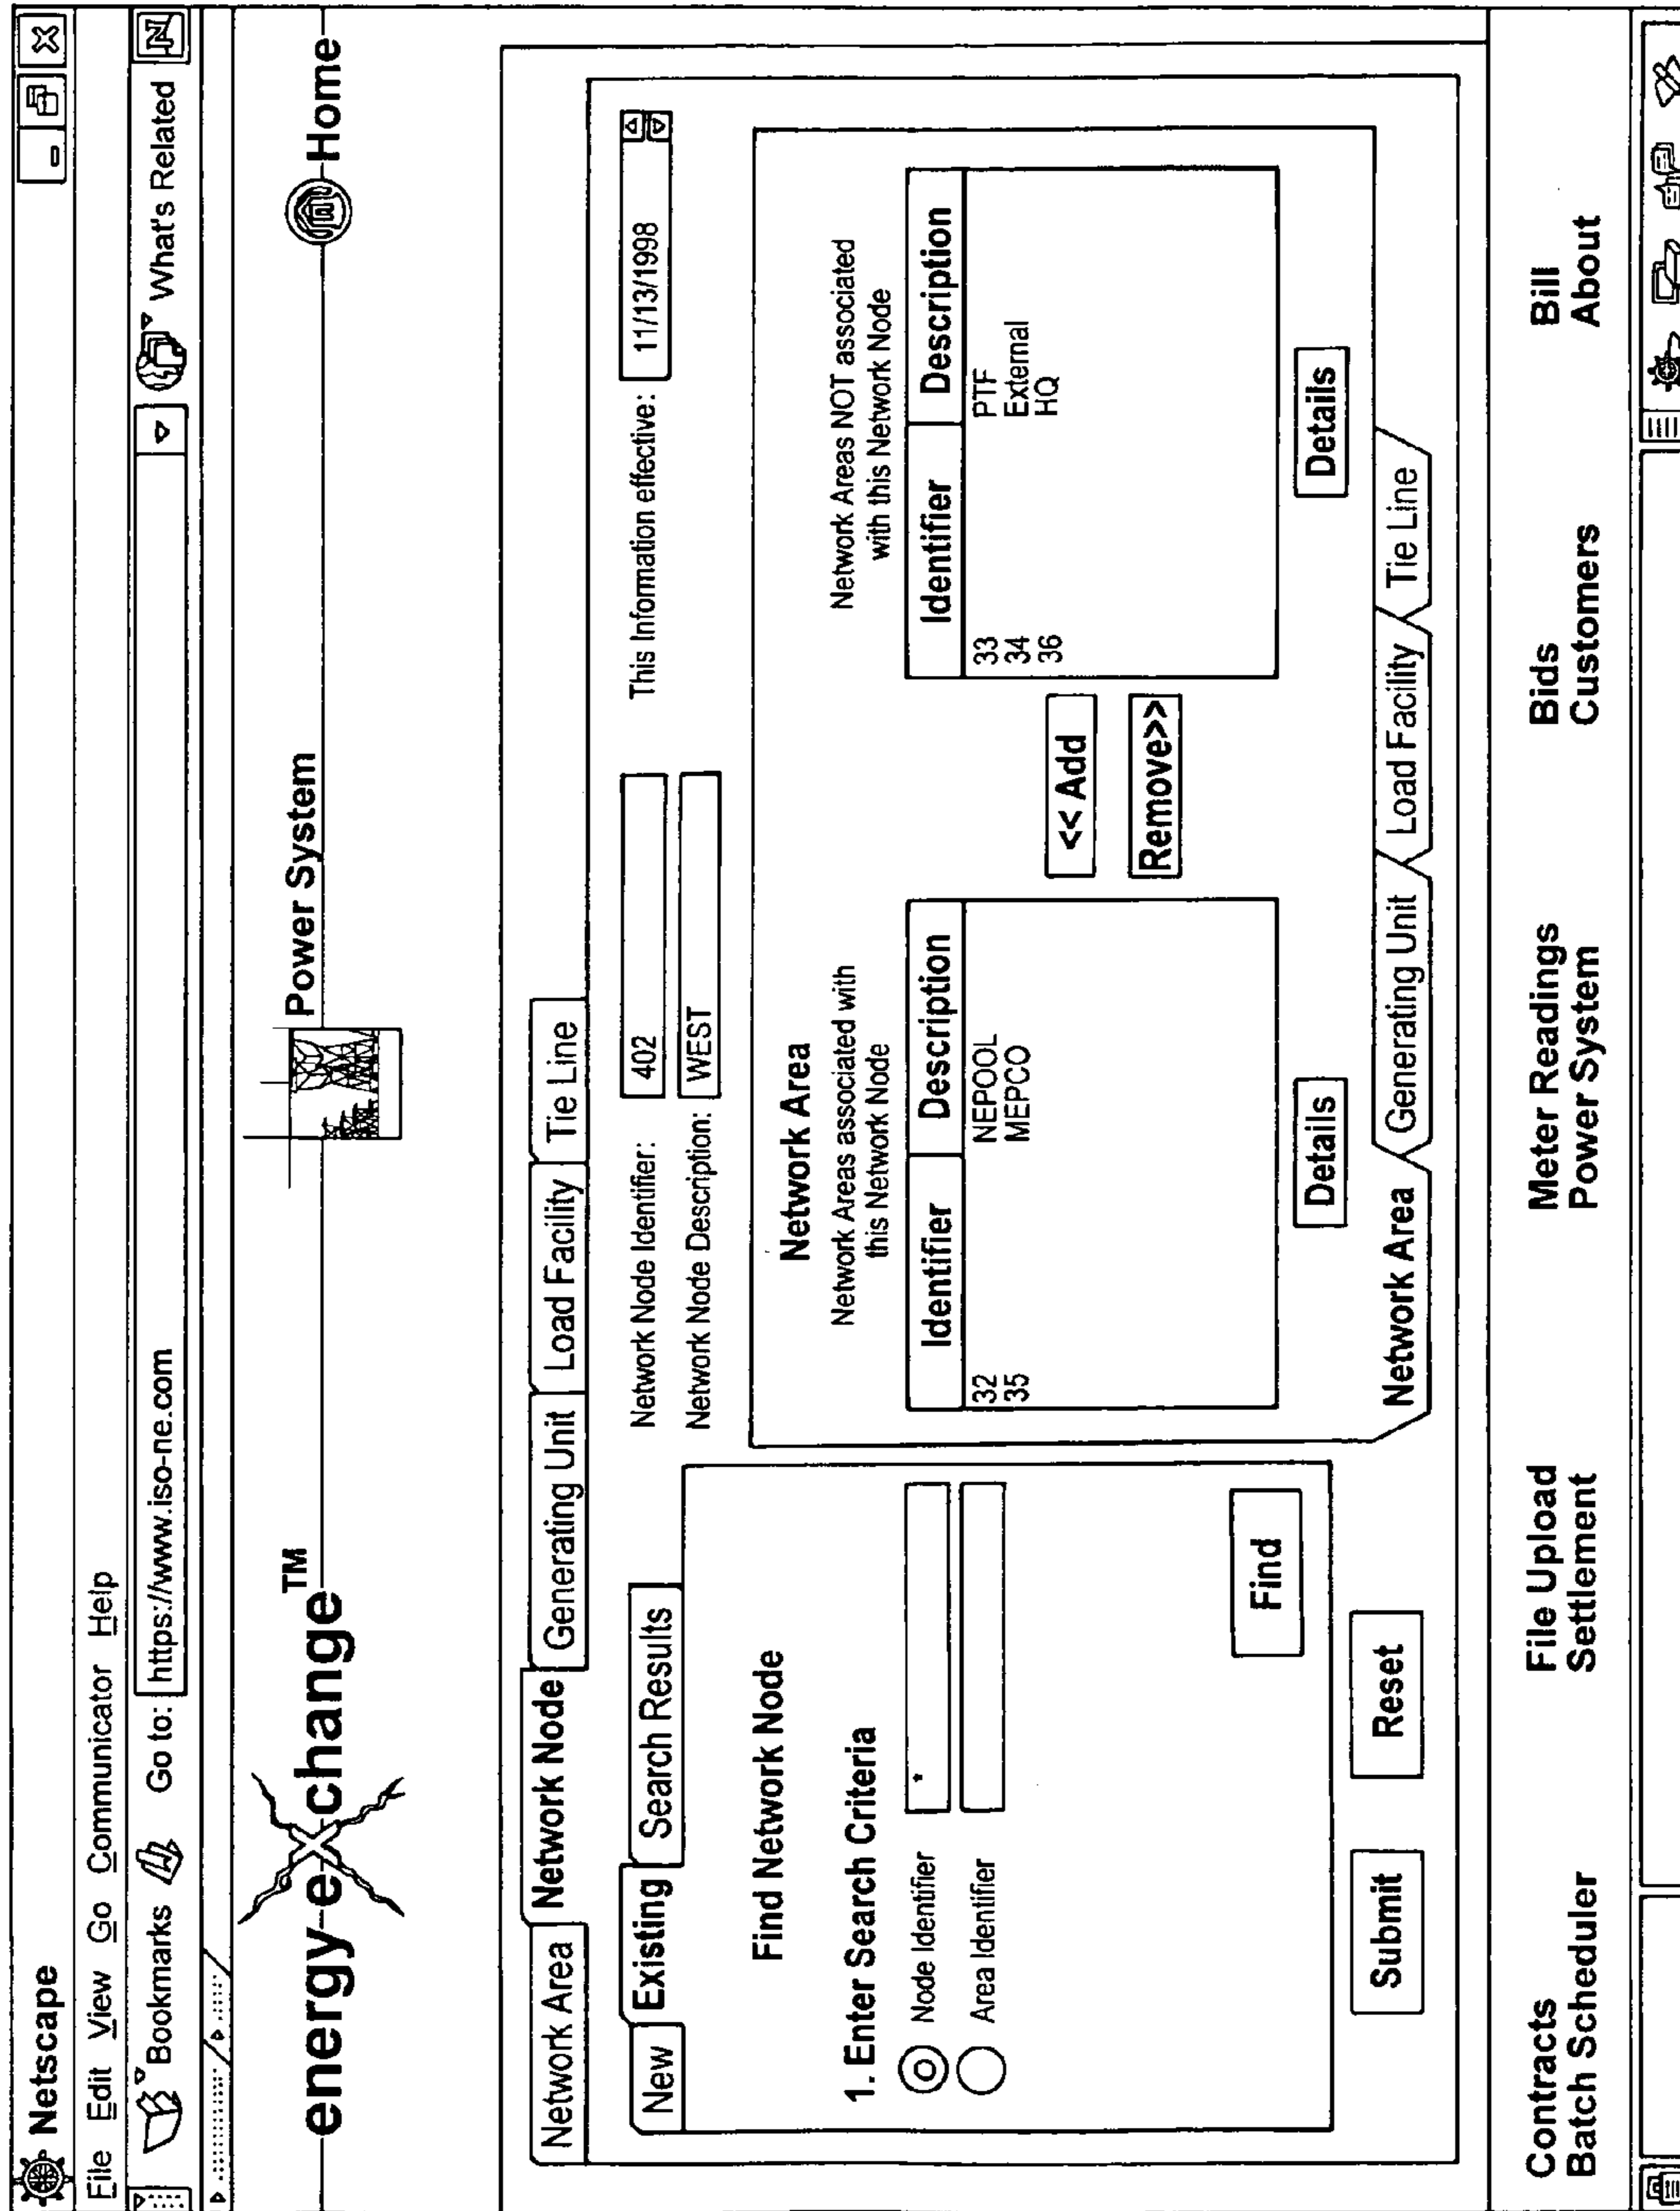 Netscape
File Edit View Go Communicator Help
Bookmarks Go to: https://www.iso-ne.com What's Related
energy e x change™ Power System Home
Network Area Network Node Generating Unit Load Facility Tie Line
New Existing Search Results
Find Network Node
1. Enter Search Criteria
Node Identifier *
Area Identifier
Find
Submit Reset
Network Node Identifier: 402
This Information effective: 11/13/1998
Network Node Description: WEST
Network Area
Network Areas associated with
this Network Node
Identifier Description
32 NEPOOL
35 MEPCO
Details
<< Add
Remove>>
Network Areas NOT associated
with this Network Node
Identifier Description
33 PTF
34 External
36 HQ
Details
Network Area Generating Unit Load Facility Tie Line
Contracts File Upload Meter Readings Bids Bill
Batch Scheduler Settlement Power System Customers About